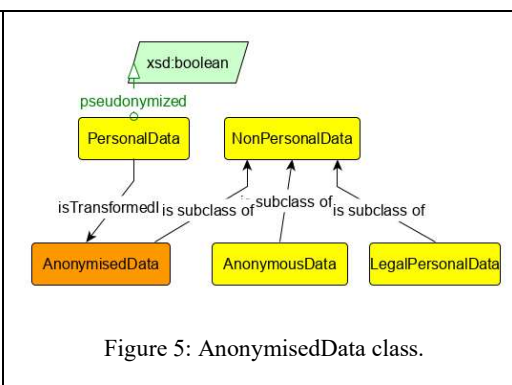 xsd:boolean
pseudonymized
PersonalData
NonPersonalData
isTransformedI
is subclass of
subclass of
is subclass of
AnonymisedData
AnonymousData
LegalPersonalData
Figure 5: AnonymisedData class.